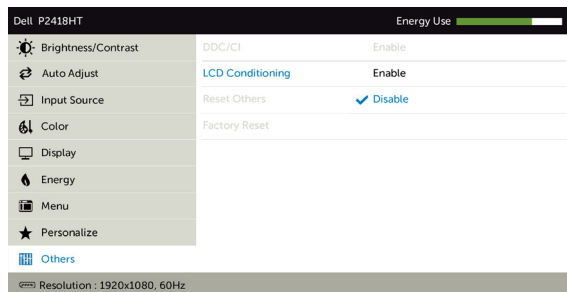 Dell P2418HT Energy Use
Brightness/Contrast DDC/CI Enable
Auto Adjust LCD Conditioning Enable
Input Source Reset Others Disable
Color Factory Reset
Display
Energy
Menu
Personalize
Others
Resolution : 1920x1080, 60Hz